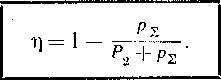 η = 1 − p_Σ / (P_2 + p_Σ).